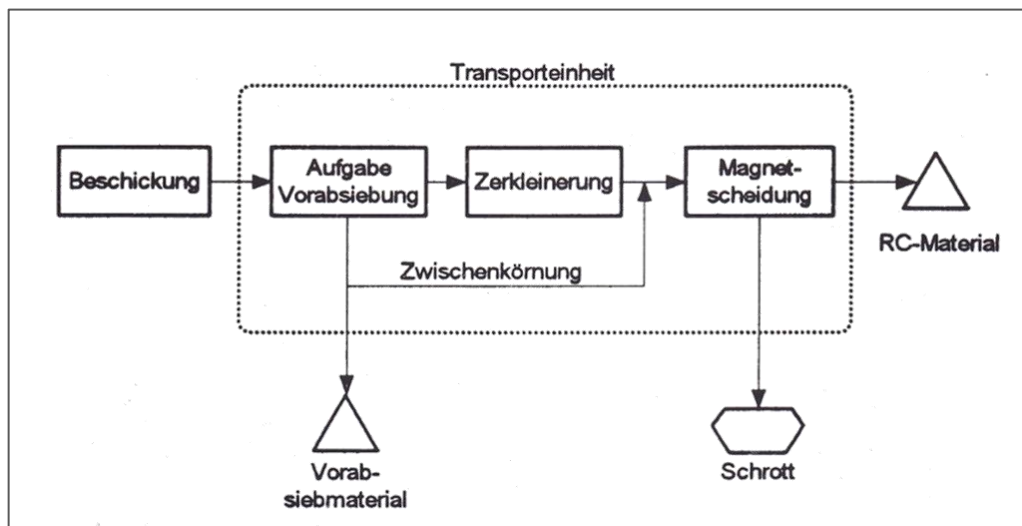 Transporteinheit
Beschickung
Aufgabe
Vorabsiebung
Zerkleinerung
Magnet-
scheidung
RC-Material
Zwischenkörnung
Vorab-
siebmaterial
Schrott